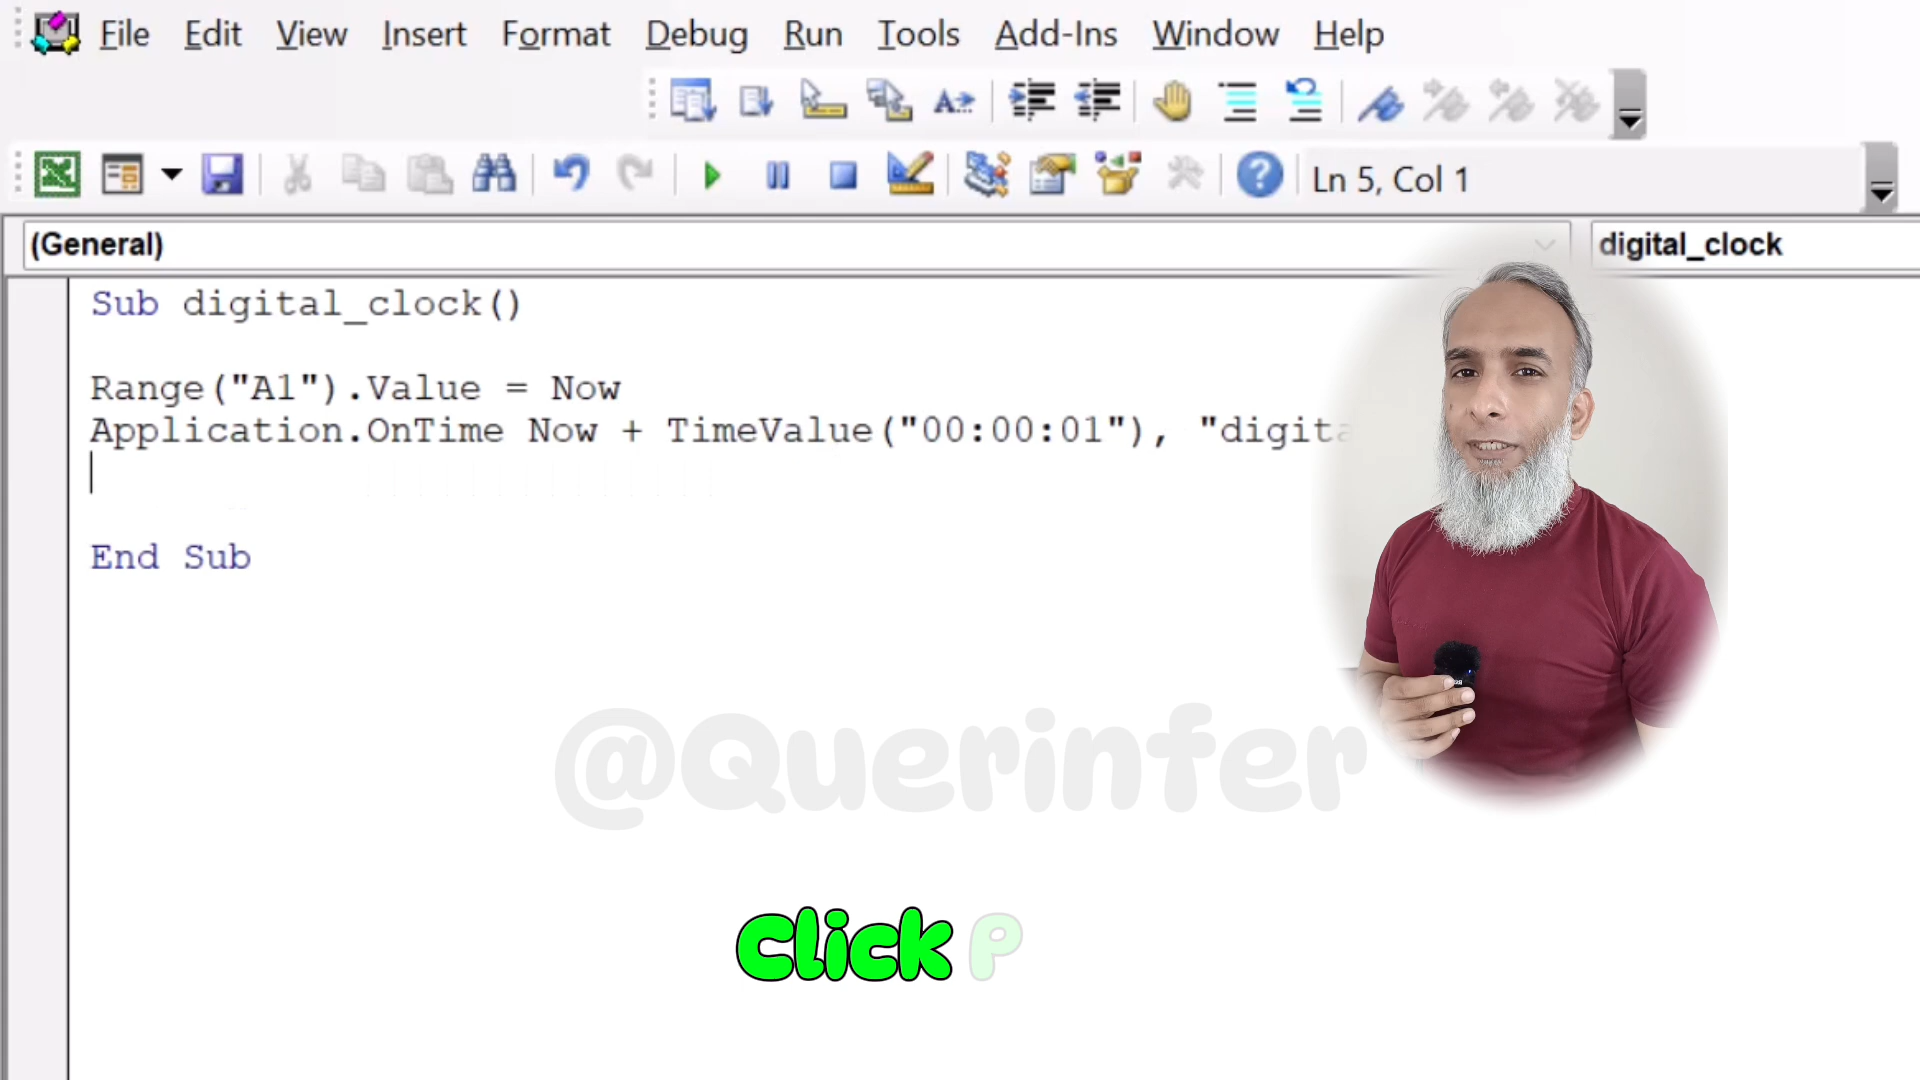 File Edit View Insert Format Debug Run Tools Add-Ins Window Help
Ln 5, Col 1
(General) digital_clock
Sub digital_clock()
Range("A1").Value = Now
Application.OnTime Now + TimeValue("00:00:01"), "digita
End Sub
@Querinfer
Click P